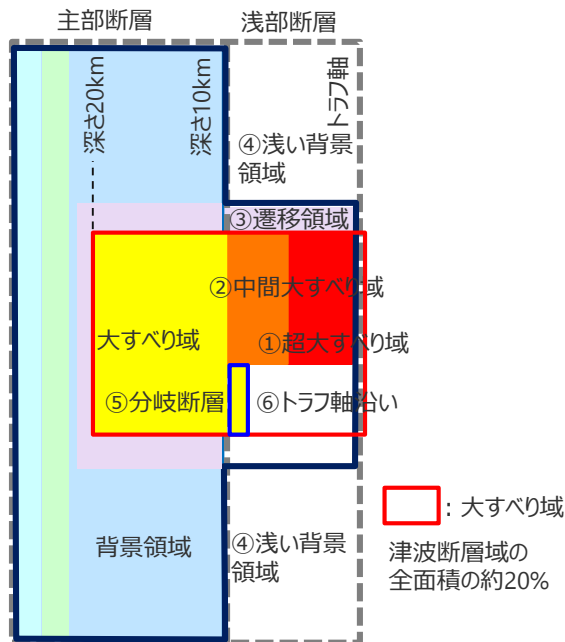 主部断層
浅部断層
深さ20km
深さ10km
トラフ軸
④浅い背景
領域
③遷移領域
②中間大すべり域
大すべり域
①超大すべり域
⑤分岐断層
⑥トラフ軸沿い
背景領域
④浅い背景
領域
: 大すべり域
津波断層域の
全面積の約20%